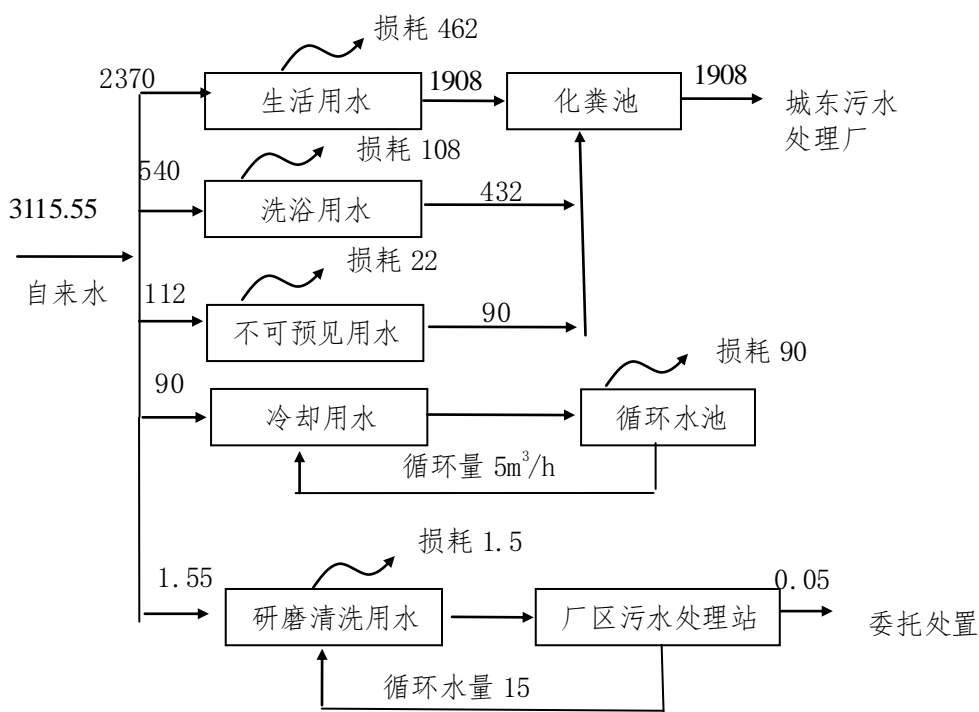 损耗 462
2370
生活用水
1908
化粪池
1908
城东污水
处理厂
损耗 108
540
洗浴用水
432
3115.55
自来水
损耗 22
112
不可预见用水
90
损耗 90
90
冷却用水
循环水池
循环量 5m³/h
损耗 1.5
1.55
研磨清洗用水
厂区污水处理站
0.05
委托处置
循环水量 15